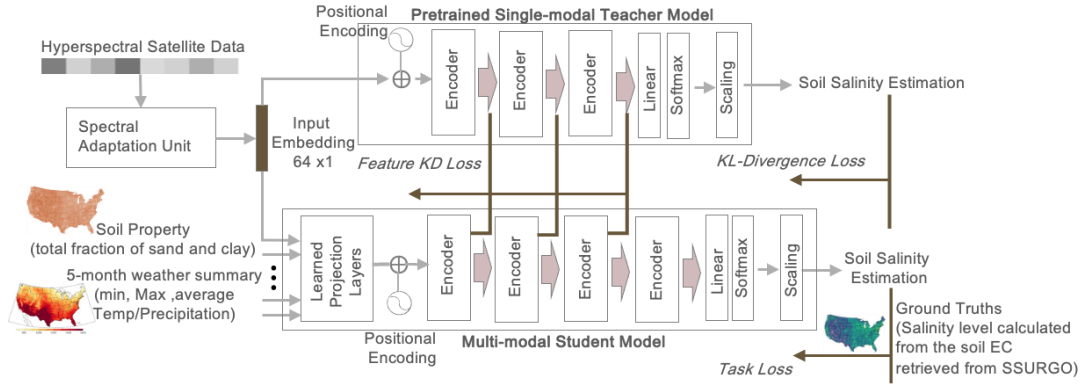 Positional
Encoding
Pretrained Single-modal Teacher Model
Hyperspectral Satellite Data
Spectral
Adaptation Unit
Input
Embedding
64 x1
Encoder
Encoder
Encoder
Linear
Softmax
Scaling
Soil Salinity Estimation
Feature KD Loss
KL-Divergence Loss
Soil Property
(total fraction of sand and clay)
5-month weather summary
(min, Max ,average
Temp/Precipitation)
Learned
Projection
Layers
Positional
Encoding
Encoder
Encoder
Encoder
Encoder
Linear
Softmax
Scaling
Multi-modal Student Model
Soil Salinity
Estimation
Ground Truths
(Salinity level calculated
from the soil EC
retrieved from SSURGO)
Task Loss